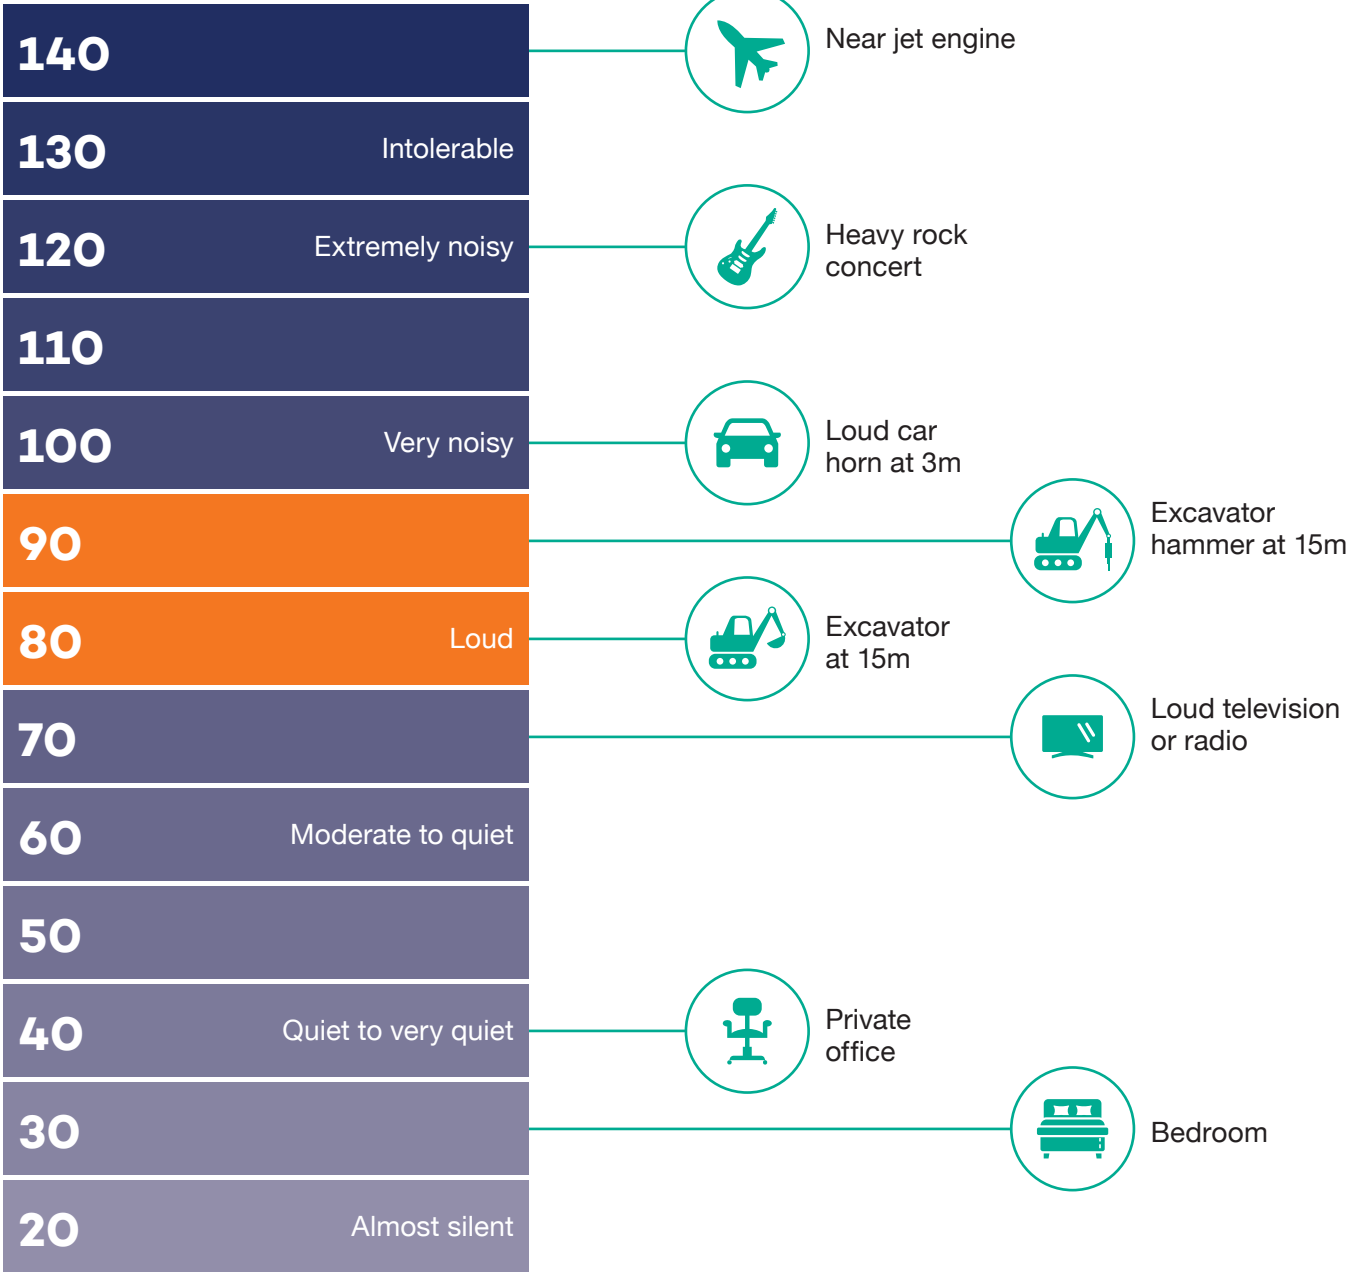 140
Near jet engine
130
Intolerable
120
Extremely noisy
Heavy rock
concert
110
100
Very noisy
Loud car
horn at 3m
90
Excavator
hammer at 15m
80
Loud
Excavator
at 15m
70
Loud television
or radio
60
Moderate to quiet
50
40
Quiet to very quiet
Private
office
30
Bedroom
20
Almost silent